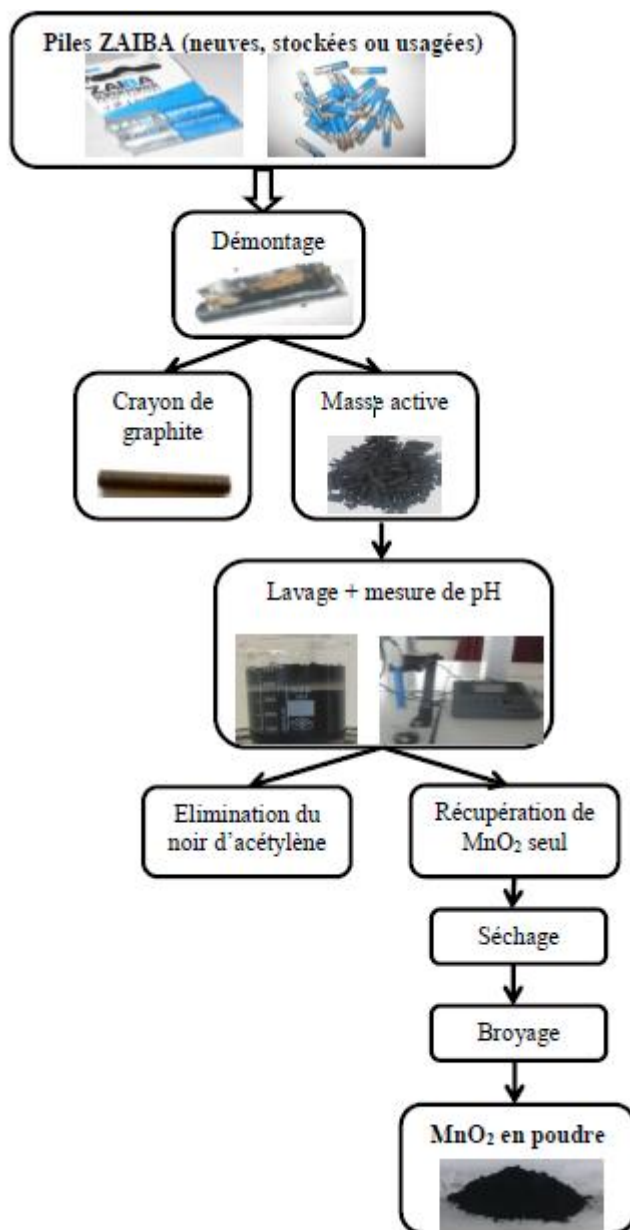 Piles ZAIBA (neuves, stockées ou usagées)
ZAIBA
Démontage
Crayon de
graphite
Masse active
Lavage + mesure de pH
Elimination du
noir d'acétylène
Récupération de
MnO₂ seul
Séchage
Broyage
MnO₂ en poudre